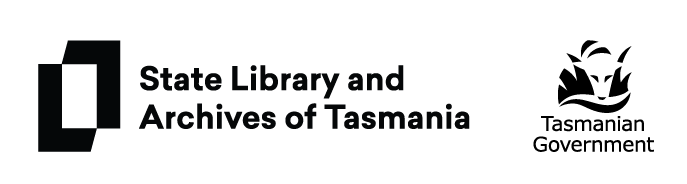 State Library and
Archives of Tasmania
Tasmanian
Government